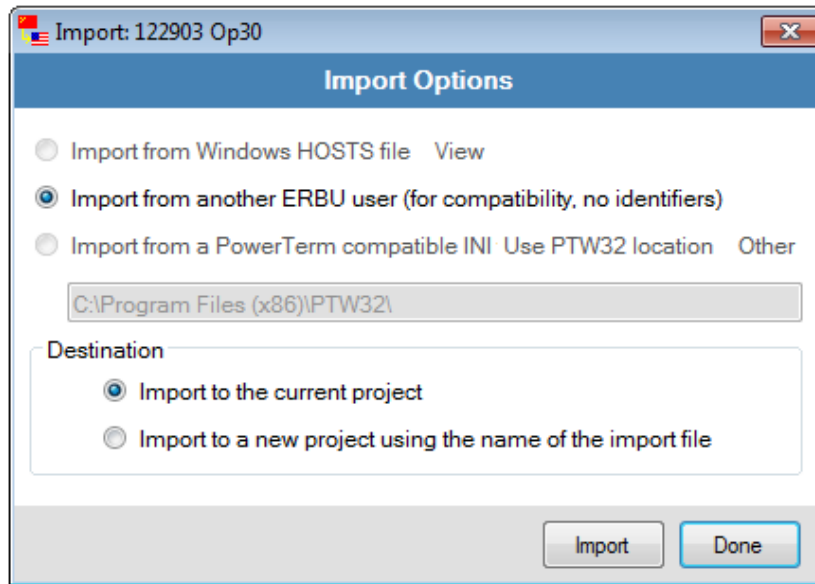 Import: 122903 Op30
Import Options
Import from Windows HOSTS file View
Import from another ERBU user (for compatibility, no identifiers)
Import from a PowerTerm compatible INI Use PTW32 location Other
C:\Program Files (x86)\PTW32\
Destination
Import to the current project
Import to a new project using the name of the import file
Import Done